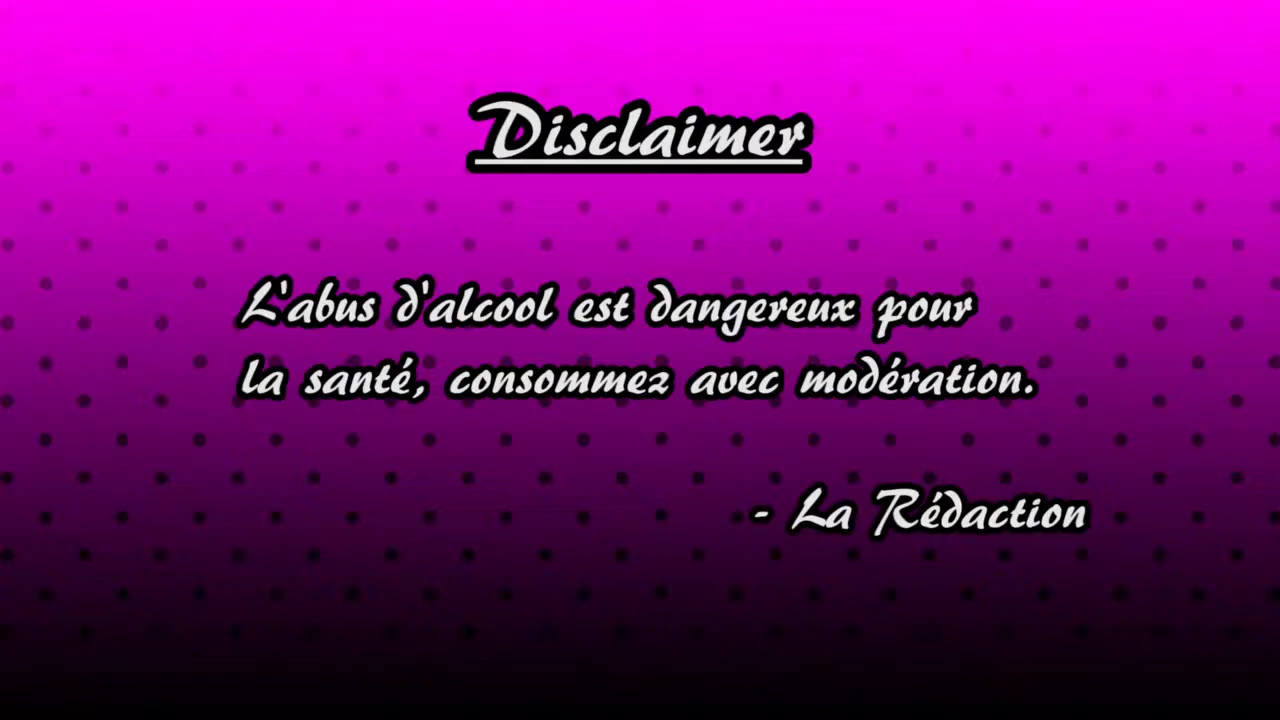 Disclaimer
L'abus d'alcool est dangereux pour
la santé, consommez avec modération.
- La Rédaction